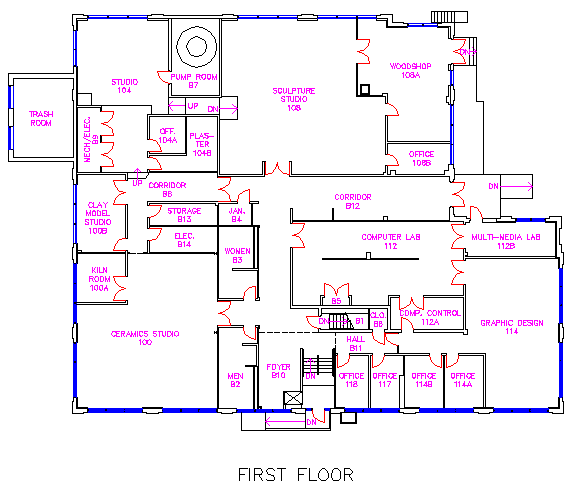 WOODSHOP
108A
STUDIO
104
PUMP ROOM
B7
SCULPTURE
STUDIO
108
TRASH
ROOM
UP
DN
MECH/ELEC.
B9
OFF.
104A
PLAS-
TER
104B
OFFICE
108B
UP
CORRIDOR
B8
DN
CORRIDOR
B12
CLAY
MODEL
STUDIO
100B
STORAGE
B13
JAN.
B4
ELEC.
B14
COMPUTER LAB
112
MULTI-MEDIA LAB
112B
WOMEN
B3
KILN
ROOM
100A
B5
COMP. CONTROL
112A
CLO.
B6
DN
B1
GRAPHIC DESIGN
114
CERAMICS STUDIO
100
HALL
B11
FOYER
B10
MEN
B2
DN
OFFICE
118
OFFICE
117
OFFICE
114B
OFFICE
114A
DN
FIRST FLOOR